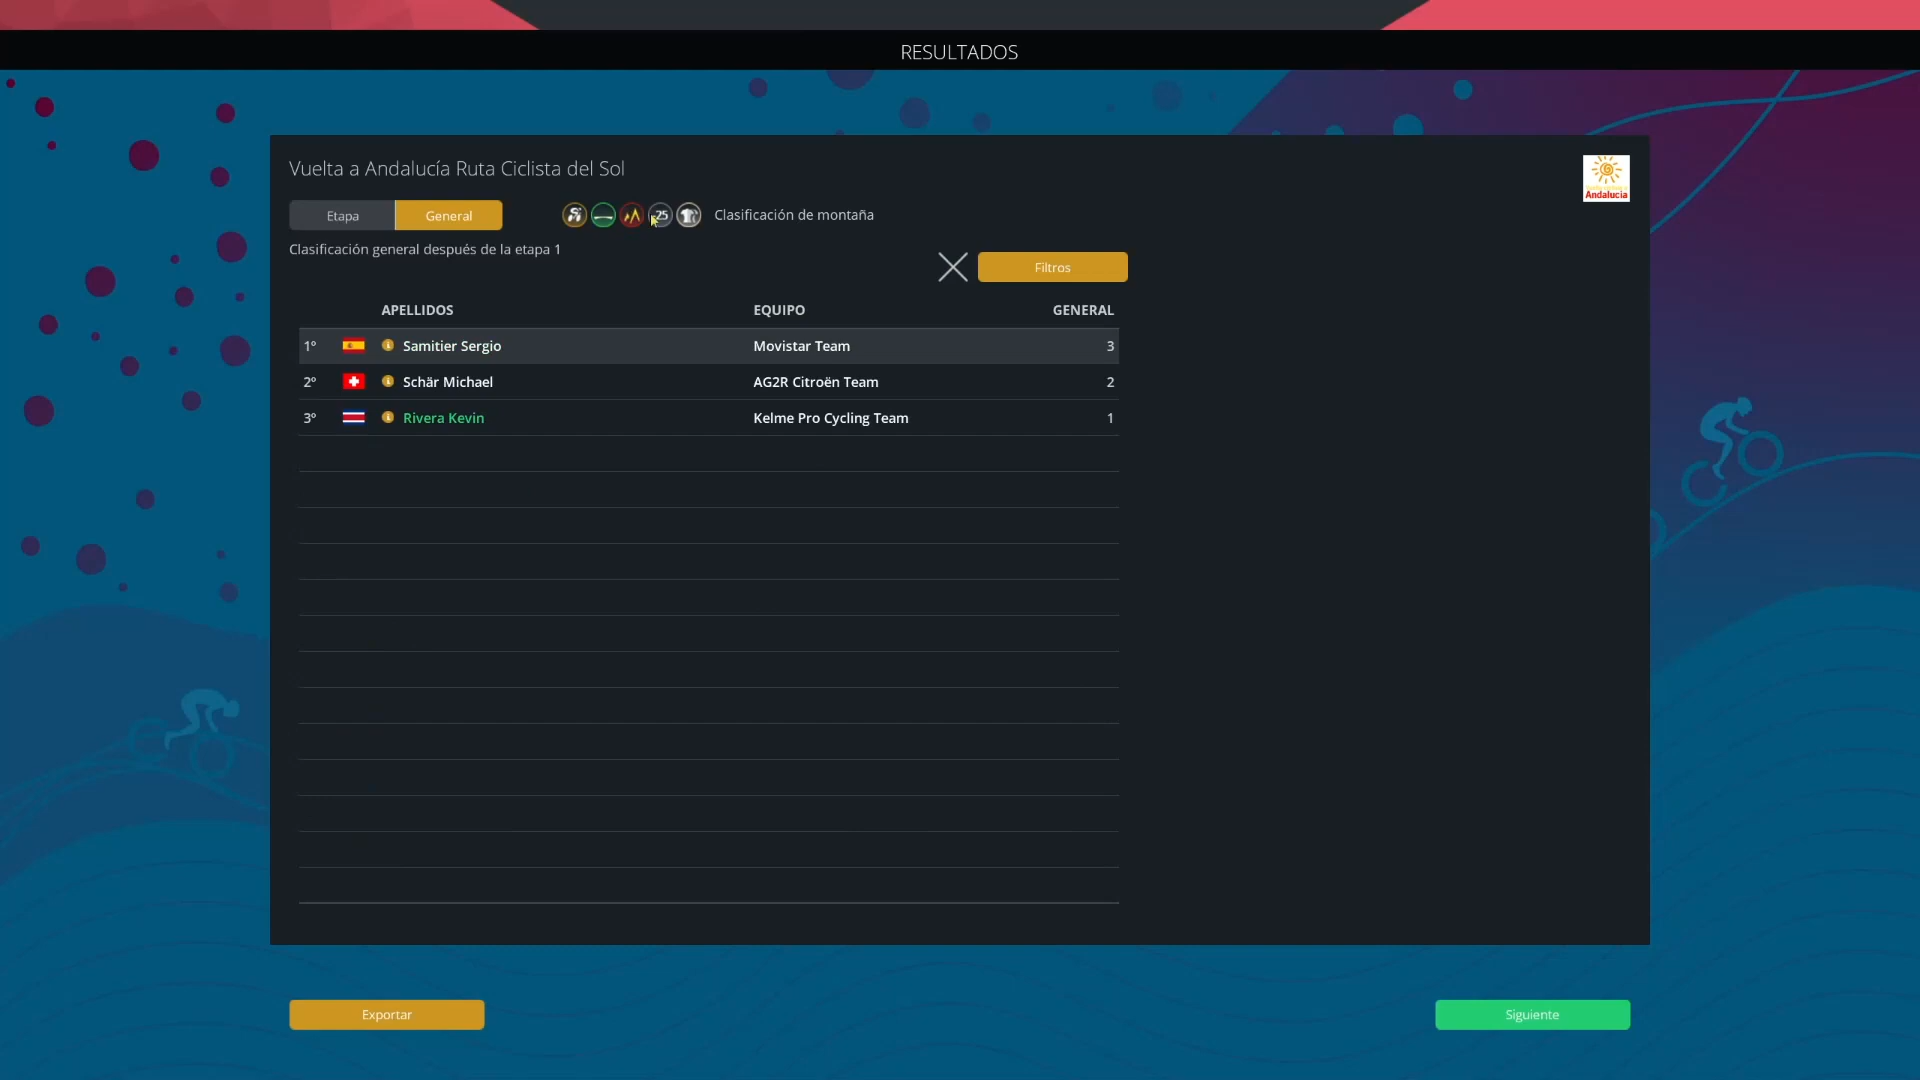 RESULTADOS
Vuelta a Andalucía Ruta Ciclista del Sol
Etapa General -25 Clasificación de montaña
Clasificación general después de la etapa 1
Filtros
APELLIDOS EQUIPO GENERAL
1º Samitier Sergio Movistar Team 3
2º Schär Michael AG2R Citroën Team 2
3º Rivera Kevin Kelme Pro Cycling Team 1
Andalucía
Exportar Siguiente